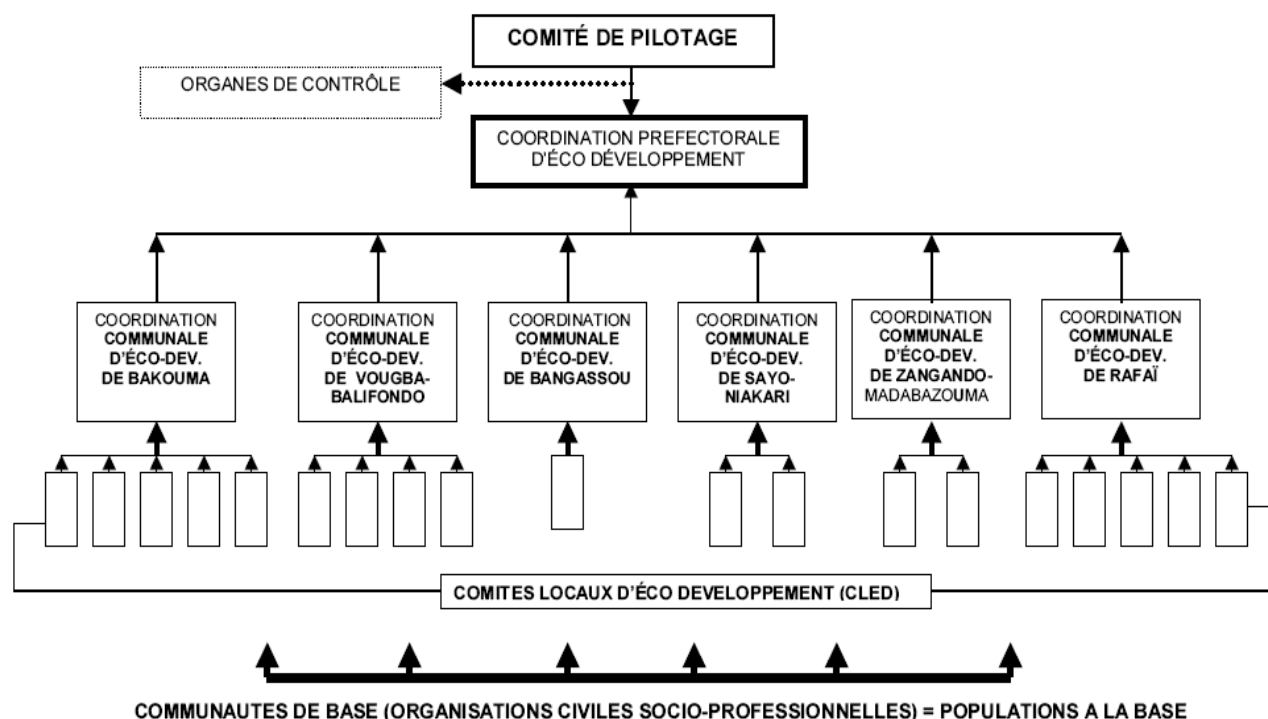 COMITÉ DE PILOTAGE
ORGANES DE CONTRÔLE
COORDINATION PREFECTORALE
D'ÉCO DÉVELOPPEMENT
COORDINATION
COMMUNALE
D'ÉCO-DEV.
DE BAKOUMA
COORDINATION
COMMUNALE
D'ÉCO-DEV.
DE VOUGBA-
BALIFONDO
COORDINATION
COMMUNALE
D'ÉCO-DEV.
DE BANGASSOU
COORDINATION
COMMUNALE
D'ÉCO-DEV.
DE SAYO-
NIAKARI
COORDINATION
COMMUNALE
D'ÉCO-DEV.
DE ZANGANDO-
MADABAZOUMA
COORDINATION
COMMUNALE
D'ÉCO-DEV.
DE RAFAÏ
COMITES LOCAUX D'ÉCO DEVELOPPEMENT (CLED)
COMMUNAUTES DE BASE (ORGANISATIONS CIVILES SOCIO-PROFESSIONNELLES) = POPULATIONS A LA BASE